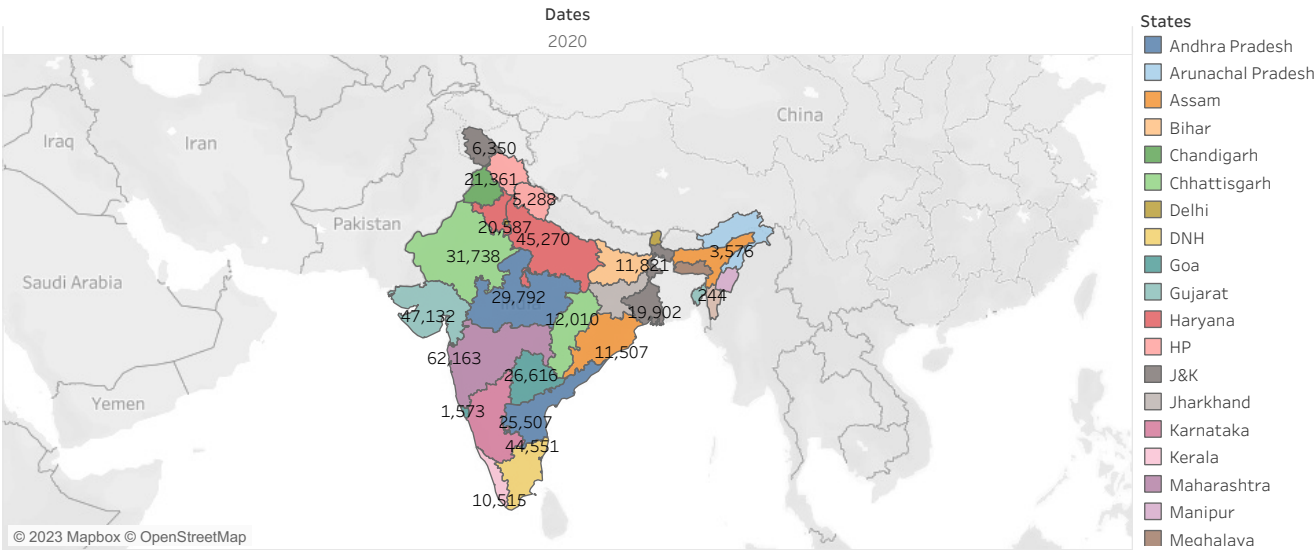 Dates
2020
States
Andhra Pradesh
Arunachal Pradesh
Assam
Bihar
Chandigarh
Chhattisgarh
Delhi
DNH
Goa
Gujarat
Haryana
HP
J&K
Jharkhand
Karnataka
Kerala
Maharashtra
Manipur
Meghalaya
China
Iraq
Iran
6,350
21,361
5,288
Pakistan
20,587
45,270
3,576
31,738
11,821
Saudi Arabia
29,792
244
47,132
12,010
19,902
62,163
11,507
26,616
Yemen
1,573
25,507
44,551
10,515
© 2023 Mapbox © OpenStreetMap